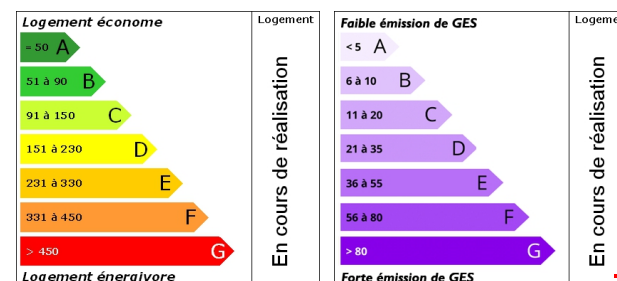 Logement économe
Logement
= 50 A
51 à 90 B
91 à 150 C
151 à 230 D
231 à 330 E
331 à 450 F
> 450 G
Logement énergivore
En cours de réalisation
Faible émission de GES
Logeme
< 5 A
6 à 10 B
11 à 20 C
21 à 35 D
36 à 55 E
56 à 80 F
> 80 G
Forte émission de GES
En cours de réalisation